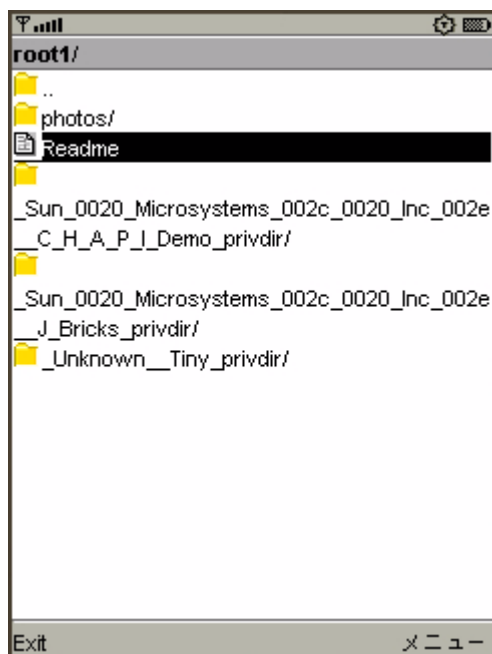 root1/
..
photos/
Readme
_Sun_0020_Microsystems_002c_0020_Inc_002e
__C_H_A_P_I_Demo_privdir/
_Sun_0020_Microsystems_002c_0020_Inc_002e
__J_Bricks_privdir/
_Unknown__Tiny_privdir/
Exit メニュー